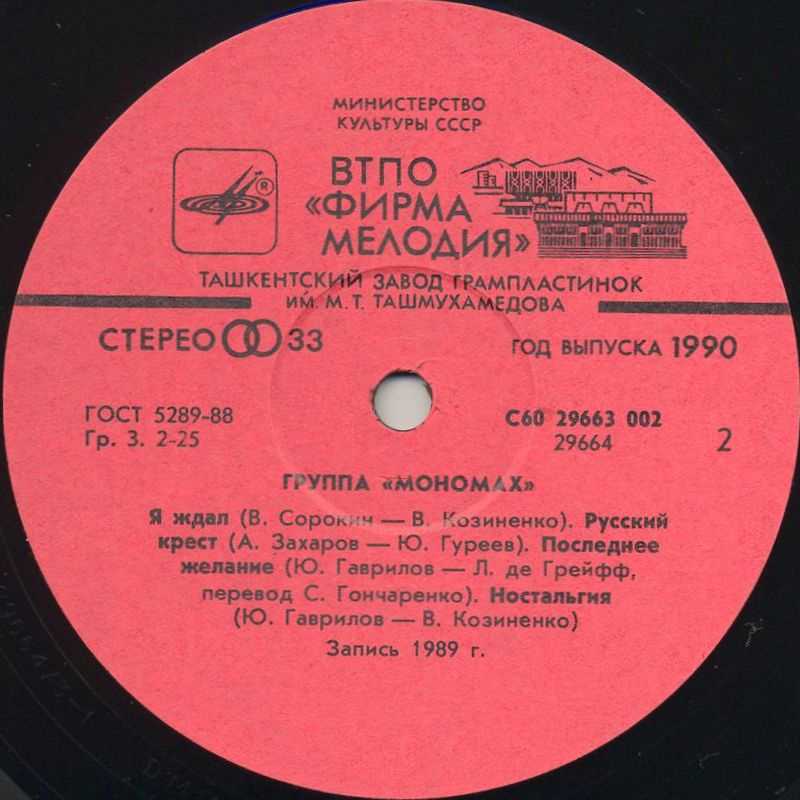 МИНИСТЕРСТВО
КУЛЬТУРЫ СССР
ВТПО
«ФИРМА
МЕЛОДИЯ»
®
ТАШКЕНТСКИЙ ЗАВОД ГРАМПЛАСТИНОК
ИМ. М. Т. ТАШМУХАМЕДОВА
СТЕРЕО 33
ГОД ВЫПУСКА 1990
ГОСТ 5289-88
Гр. 3. 2-25
С60 29663 002
29664
2
ГРУППА «МОНОМАХ»
Я ждал (В. Сорокин — В. Козиненко). Русский
крест (А. Захаров — Ю. Гуреев). Последнее
желание (Ю. Гаврилов — Л. де Грейфф,
перевод С. Гончаренко). Ностальгия
(Ю. Гаврилов — В. Козиненко)
Запись 1989 г.